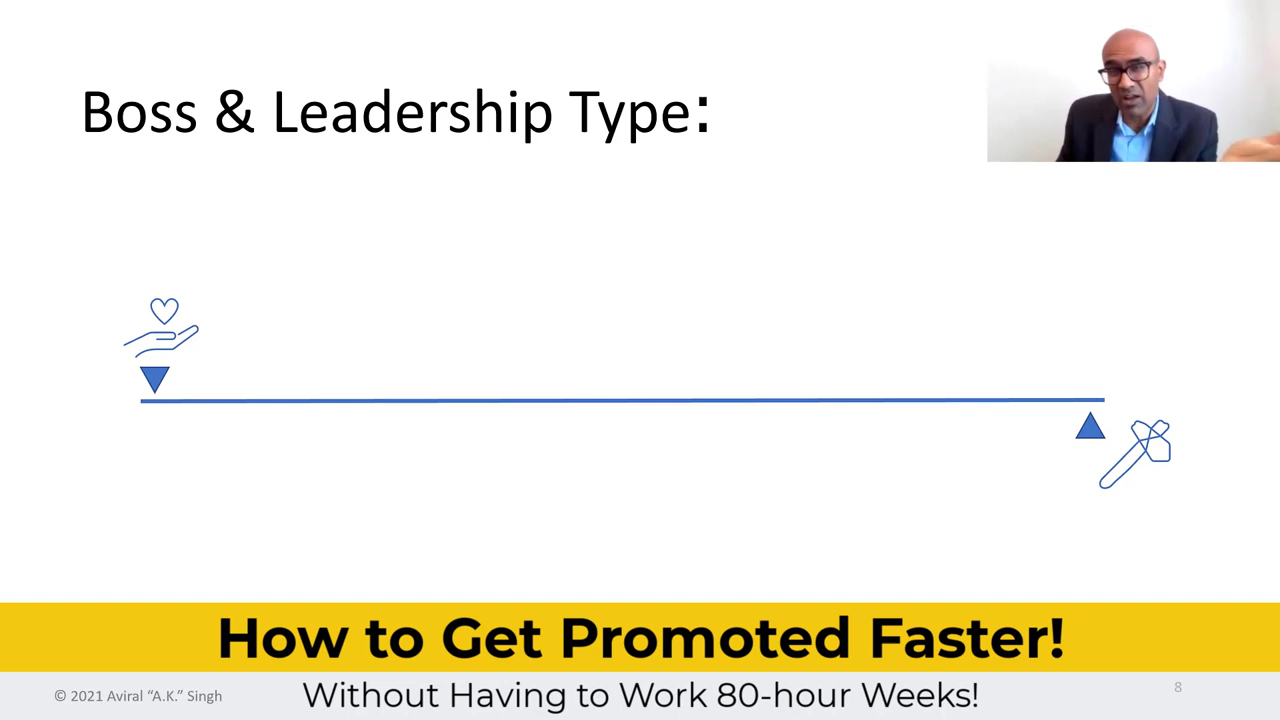 Boss & Leadership Type:
How to Get Promoted Faster!
Without Having to Work 80-hour Weeks!
© 2021 Aviral “A.K.” Singh
8